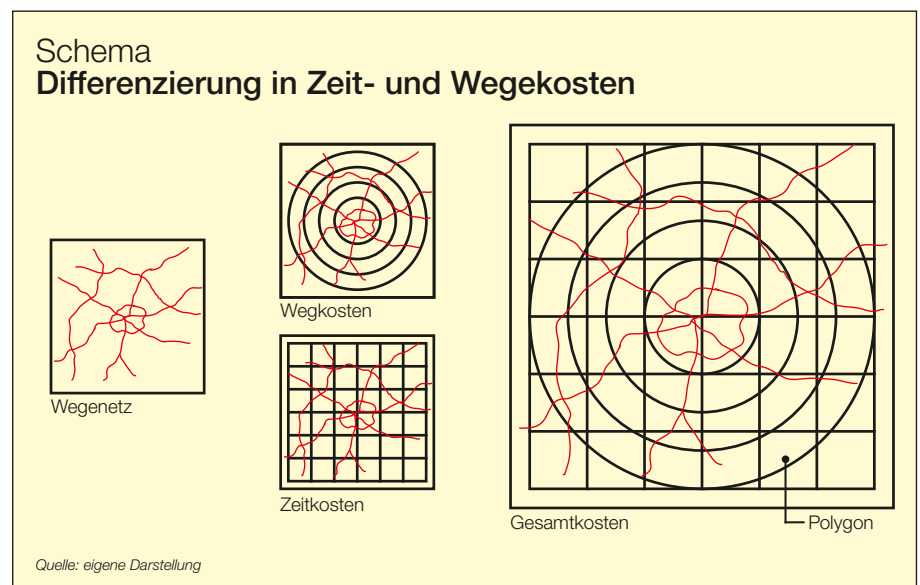 Schema
Differenzierung in Zeit- und Wegekosten
Wegenetz
Wegkosten
Zeitkosten
Gesamtkosten
Polygon
Quelle: eigene Darstellung